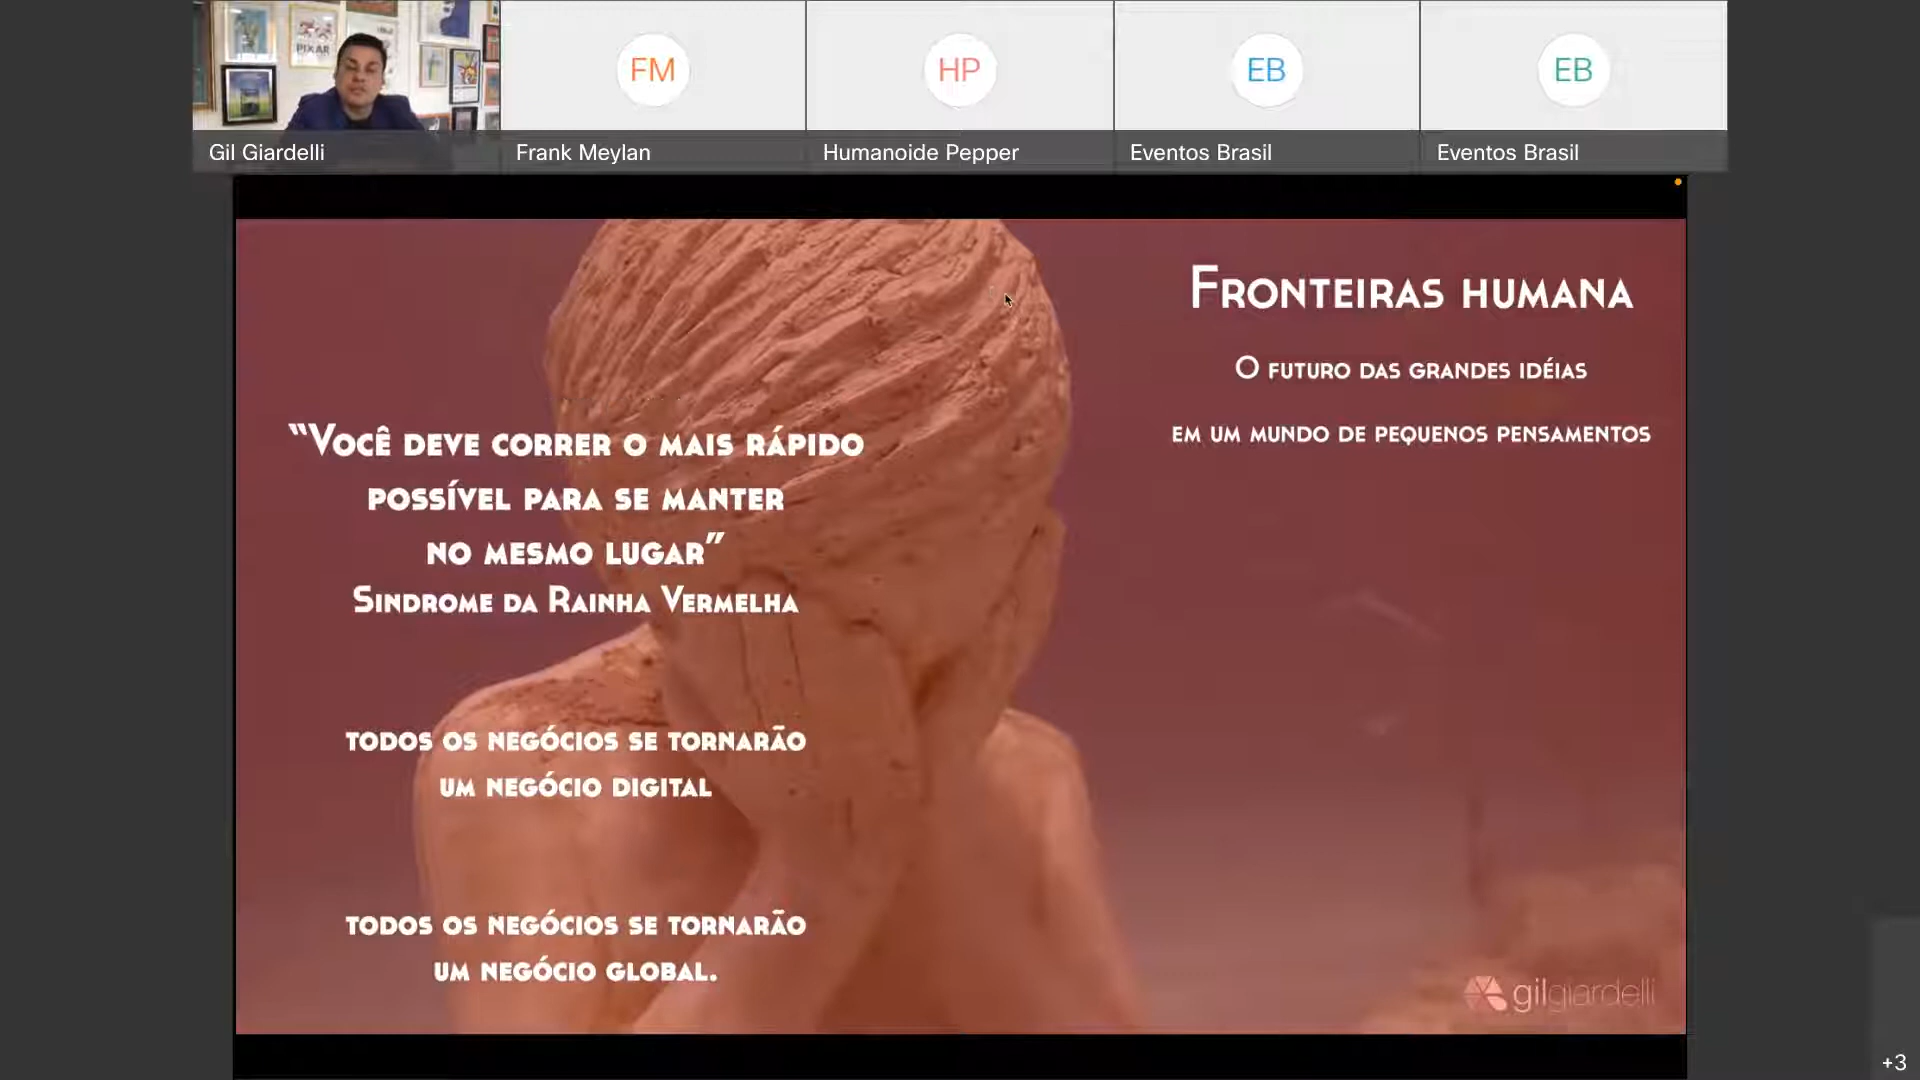 PIXAR
FM
HP
EB
EB
Gil Giardelli
Frank Meylan
Humanoide Pepper
Eventos Brasil
Eventos Brasil
Fronteiras humana
O futuro das grandes idéias
em um mundo de pequenos pensamentos
“Você deve correr o mais rápido
possível para se manter
no mesmo lugar”
Sindrome da Rainha Vermelha
todos os negócios se tornarão
um negócio digital
todos os negócios se tornarão
um negócio global.
gilgiardelli
+3